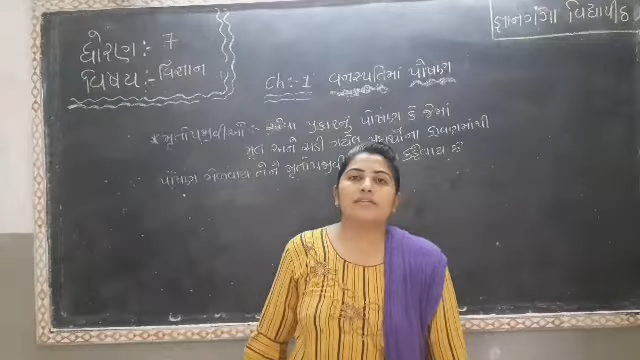 જ્ઞાનગંગા વિદ્યાપીઠ
ધોરણ :- 7
વિષય :- વિજ્ઞાન
ch :- 1 વનસ્પતિમાં પોષણ
* મૃતોપજીવીઓ :- એવા પ્રકારનું પોષણ કે જેમાં
મૃત અને સડી ગયેલ પદાર્થોના દ્રાવણમાંથી
પોષણ મેળવાય તેને મૃતોપજીવી કહેવાય છે